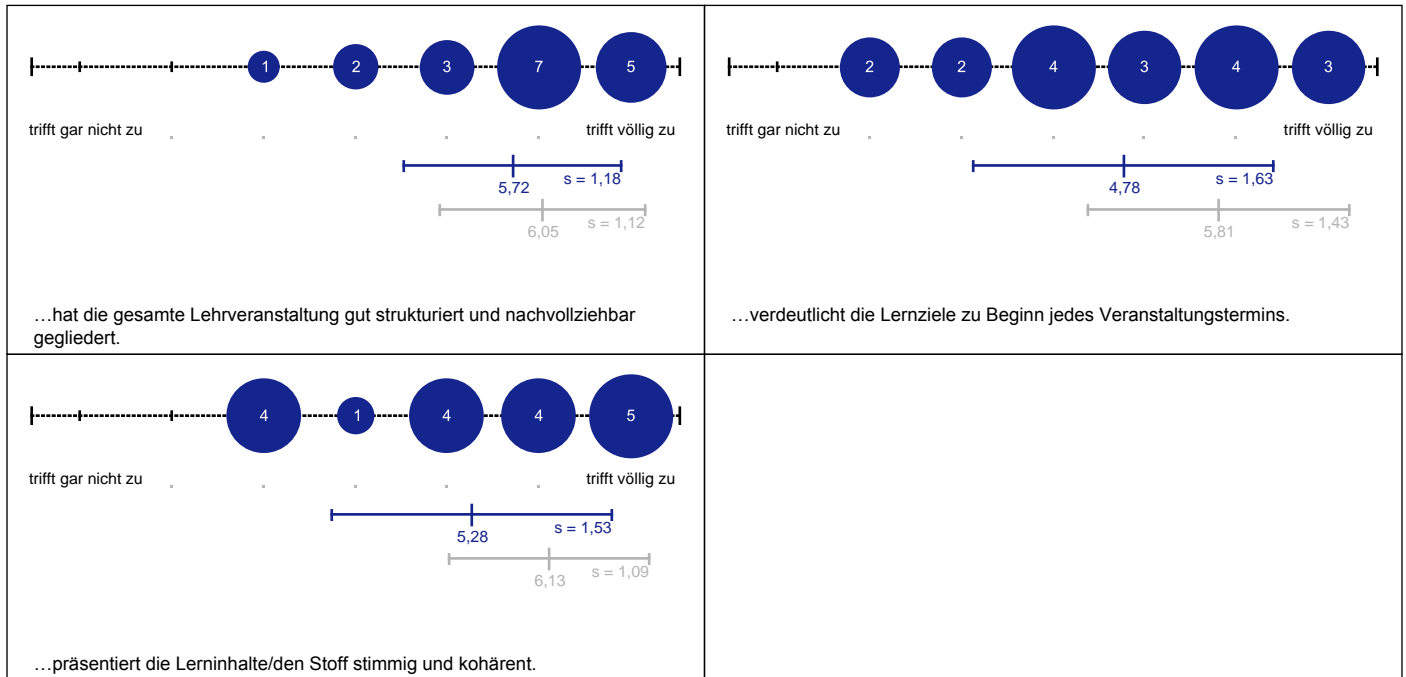 1 2 3 7 5
trifft gar nicht zu . . . . . trifft völlig zu
5,72 s = 1,18
6,05 s = 1,12
…hat die gesamte Lehrveranstaltung gut strukturiert und nachvollziehbar
gegliedert.
2 2 4 3 4 3
trifft gar nicht zu . . . . . trifft völlig zu
4,78 s = 1,63
5,81 s = 1,43
…verdeutlicht die Lernziele zu Beginn jedes Veranstaltungstermins.
4 1 4 4 5
trifft gar nicht zu . . . . . trifft völlig zu
5,28 s = 1,53
6,13 s = 1,09
…präsentiert die Lerninhalte/den Stoff stimmig und kohärent.